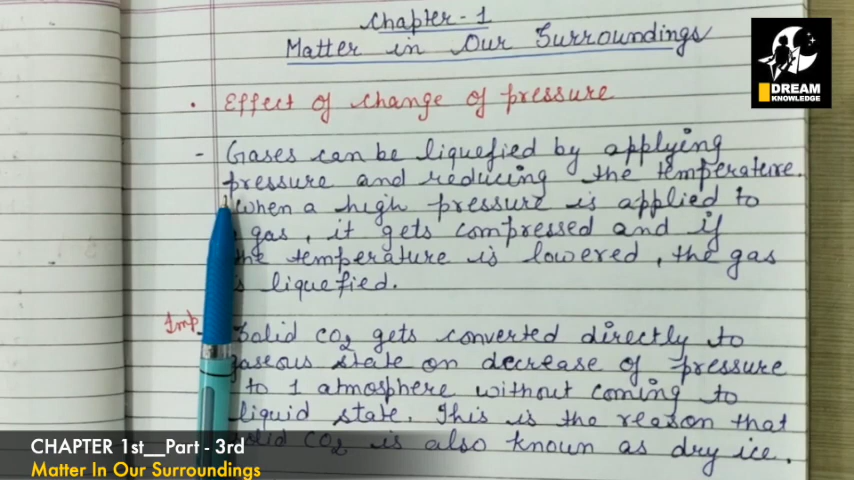 Chapter - 1
Matter in Our Surroundings
DREAM
KNOWLEDGE
• Effect of change of pressure
- Gases can be liquefied by applying
pressure and reducing the temperature.
When a high pressure is applied to
gas, it gets compressed and if
the temperature is lowered, the gas
is liquefied.
Imp. Solid CO2 gets converted directly to
gaseous state on decrease of pressure
to 1 atmosphere without coming to
liquid state. This is the reason that
solid CO2 is also known as dry ice.
CHAPTER 1st__Part - 3rd
Matter In Our Surroundings